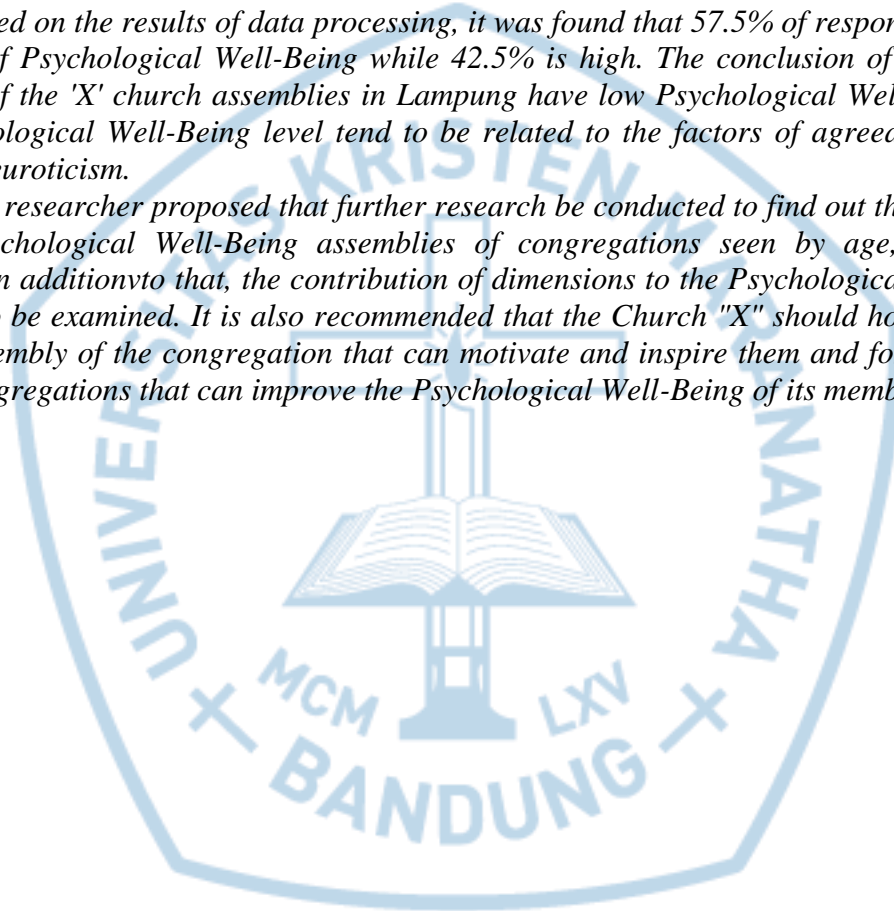 ed on the results of data processing, it was found that 57.5% of respon
f Psychological Well-Being while 42.5% is high. The conclusion of
of the 'X' church assemblies in Lampung have low Psychological Wel
ological Well-Being level tend to be related to the factors of agreed
euroticism.
researcher proposed that further research be conducted to find out th
ychological Well-Being assemblies of congregations seen by age,
n additionvto that, the contribution of dimensions to the Psychologica
o be examined. It is also recommended that the Church "X" should ho
embly of the congregation that can motivate and inspire them and fo
ngregations that can improve the Psychological Well-Being of its memb
UNIVERSITAS KRISTEN MARANATHA
MCM LXV
BANDUNG